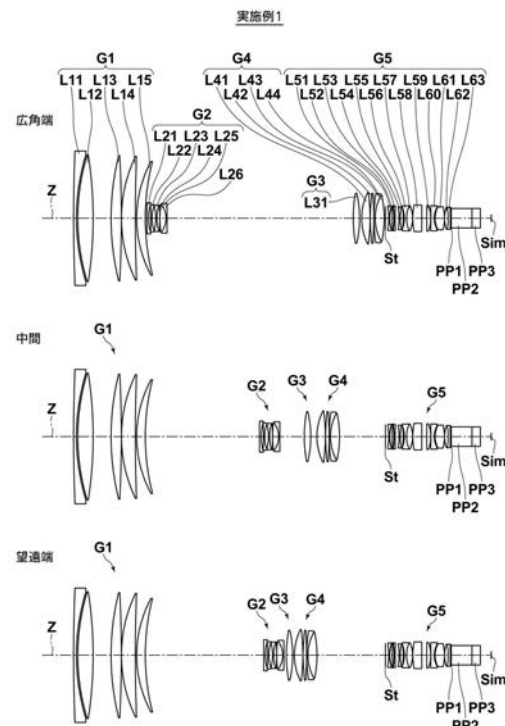 実施例1
G1 G4 G5
L11 L13 L15 L41 L43 L51 L53 L55 L57 L59 L61 L63
L12 L14 L42 L44 L52 L54 L56 L58 L60 L62
広角端
G2
L21 L23 L25
L22 L24
L26
G3
L31
Z
St
Sim
PP1 PP3
PP2
中間
G1
G2 G3 G4 G5
Z
St
Sim
PP1 PP3
PP2
望遠端
G1
G2 G3 G4 G5
Z
St
Sim
PP1 PP3
PP2